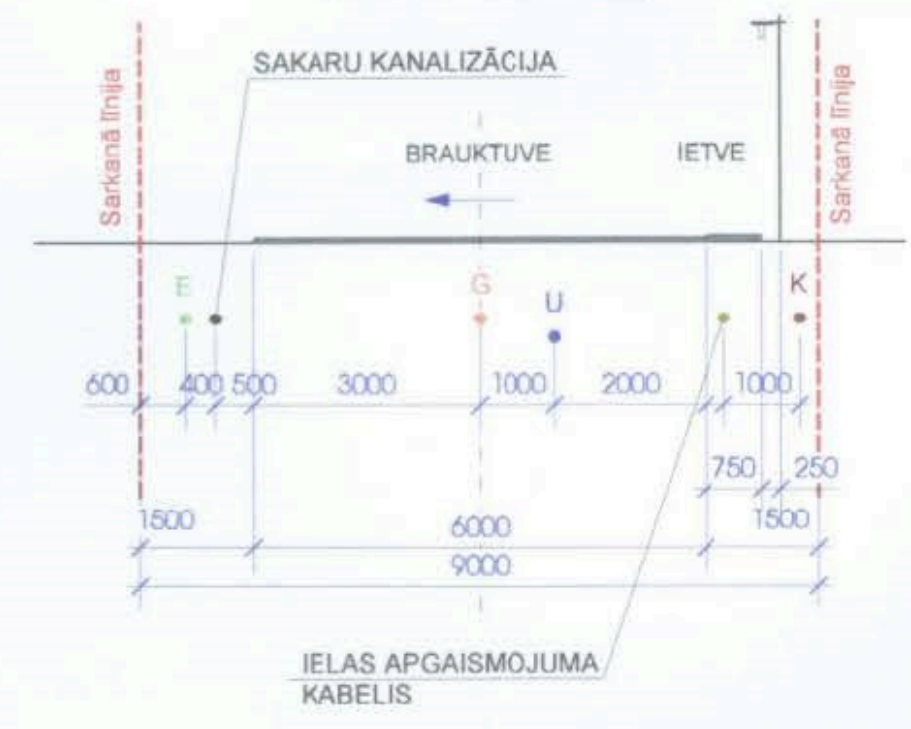 Sarkanā līnija
SAKARU KANALIZĀCIJA
BRAUKTUVE
IETVE
Sarkanā līnija
E
G
U
K
600
400
500
3000
1000
2000
1000
750
250
1500
6000
1500
9000
IELAS APGAISMOJUMA
KABELIS